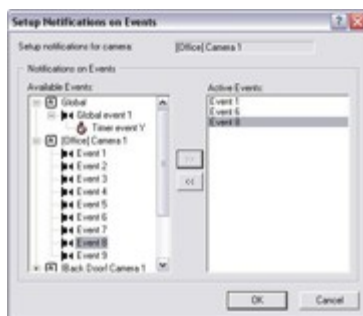 Setup Notifications on Events
Setup notifications for camera:
[Office] Camera 1
Notifications on Events
Available Events:
Global
Global event 1
Timer event Y
[Office] Camera 1
Event 1
Event 2
Event 3
Event 4
Event 5
Event 6
Event 7
Event 8
Event 9
[Back Door] Camera 1
>>
<<
Active Events:
Event 1
Event 6
Event 8
OK
Cancel